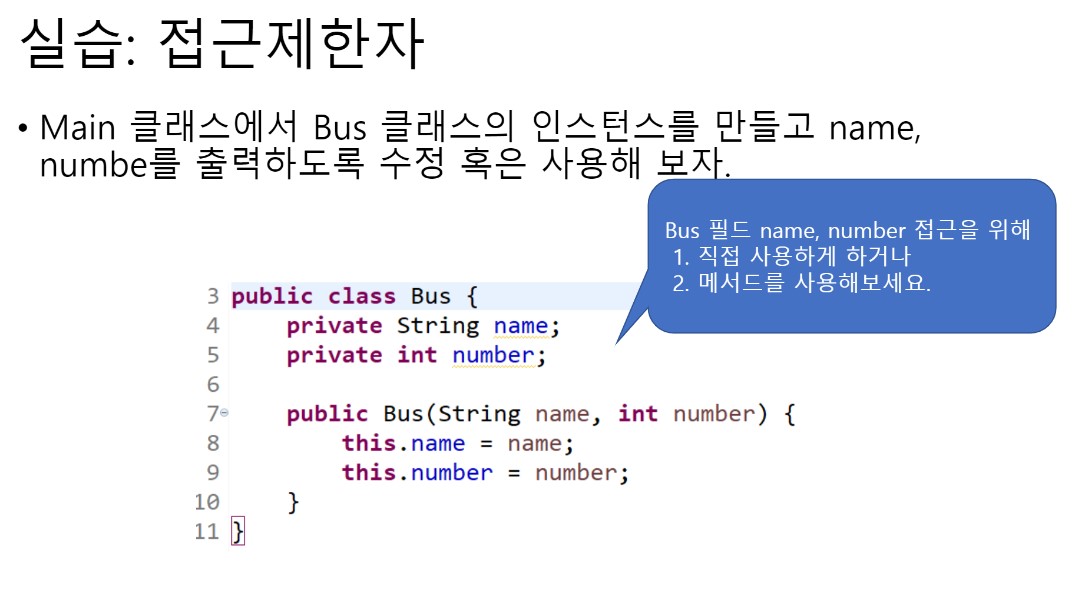 실습: 접근제한자
• Main 클래스에서 Bus 클래스의 인스턴스를 만들고 name,
numbe를 출력하도록 수정 혹은 사용해 보자.
Bus 필드 name, number 접근을 위해
1. 직접 사용하게 하거나
2. 메서드를 사용해보세요.
3 public class Bus {
4     private String name;
5     private int number;
6
7     public Bus(String name, int number) {
8         this.name = name;
9         this.number = number;
10     }
11 }